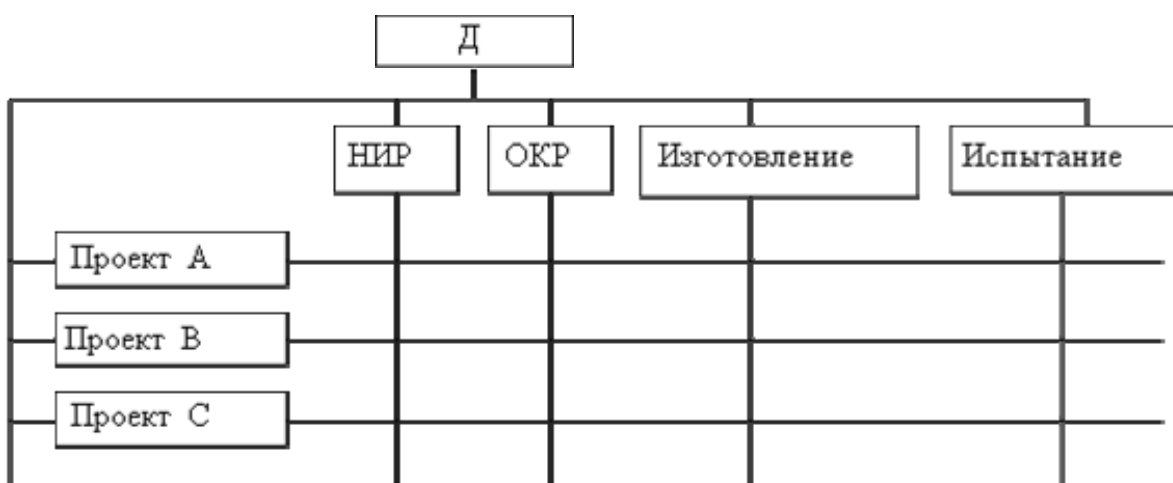 Д
НИР
ОКР
Изготовление
Испытание
Проект А
Проект В
Проект С